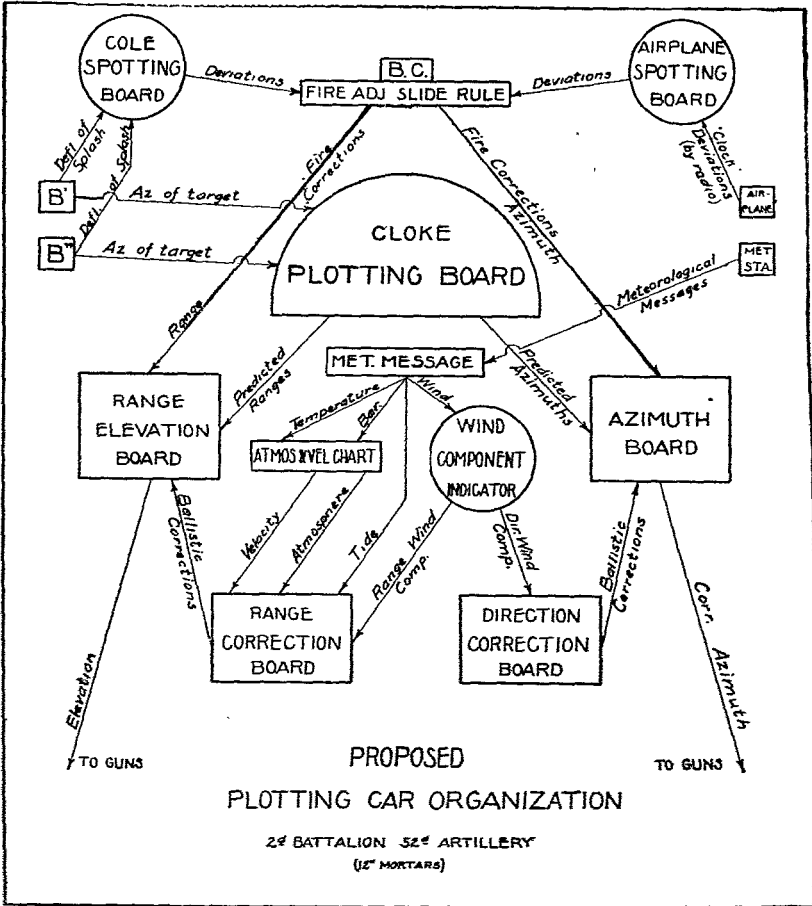 COLE
SPOTTING
BOARD
Deviations
B.C.
FIRE ADJ SLIDE RULE
Deviations
AIRPLANE
SPOTTING
BOARD
Defl. of
Splash
Defl. of Splash
Fire
Corrections
Range
Fire Corrections
Azimuth
"Clock"
Deviations
(by radio)
B'
Az of target
B"
Az of target
AIR-
PLANE
MET
STA.
CLOKE
PLOTTING BOARD
Meteorological
Messages
Predicted
Ranges
MET. MESSAGE
Predicted
Azimuths
RANGE
ELEVATION
BOARD
Temperature
Bar.
Wind
ATMOS & VEL CHART
WIND
COMPONENT
INDICATOR
AZIMUTH
BOARD
Ballistic
Corrections
Velocity
Atmosphere
Tide
Range Wind
Comp.
Dir. Wind
Comp.
Ballistic
Corrections
RANGE
CORRECTION
BOARD
DIRECTION
CORRECTION
BOARD
Elevation
Corr. Azimuth
TO GUNS
TO GUNS
PROPOSED
PLOTTING CAR ORGANIZATION
2d BATTALION 52d ARTILLERY
(12" MORTARS)